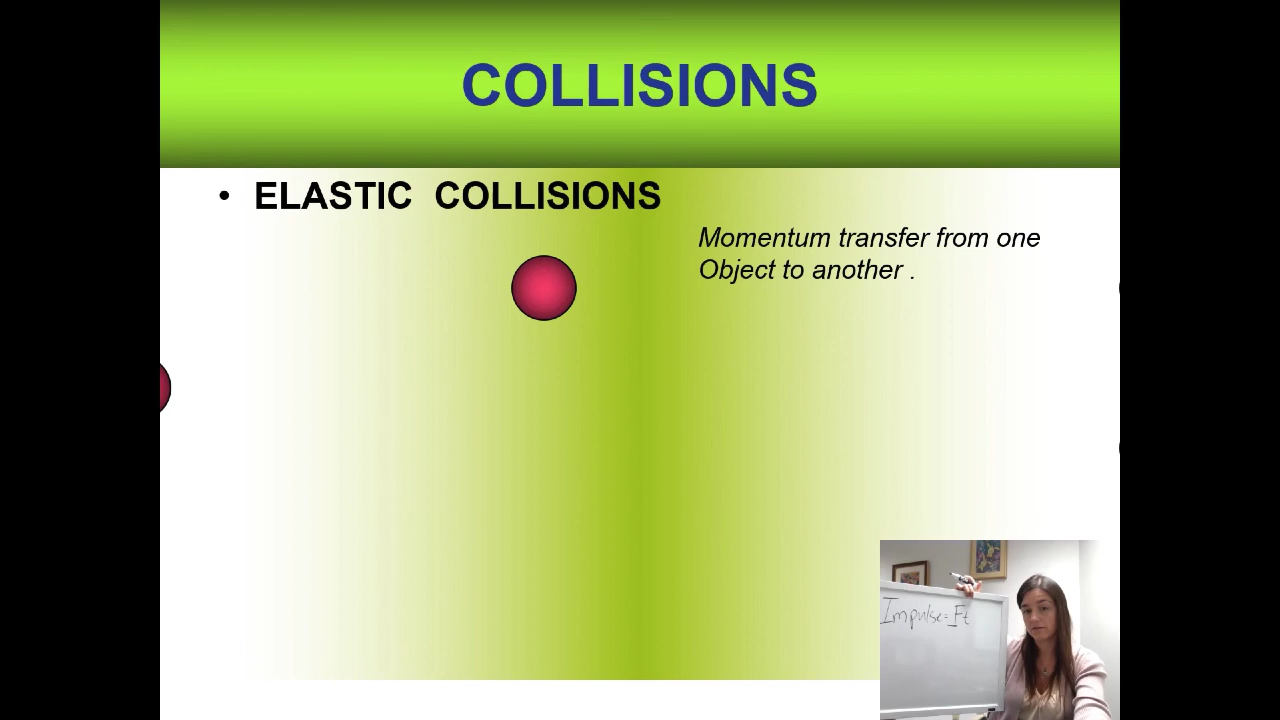 COLLISIONS
• ELASTIC COLLISIONS
Momentum transfer from one
Object to another .
Impulse=Ft